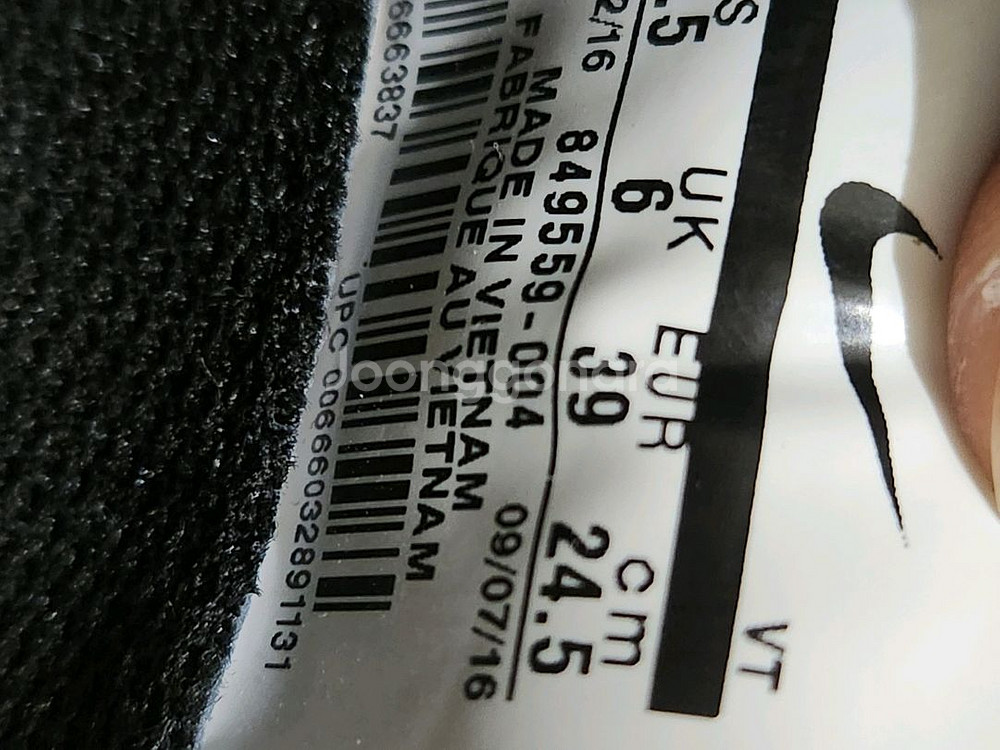 VT
S UK EUR cm
.5 6 39 24.5
2/16 849559-004 09/07/16
MADE IN VIETNAM
FABRIQUE AU VIETNAM
6663837 UPC 00666032891131
Joonggonara